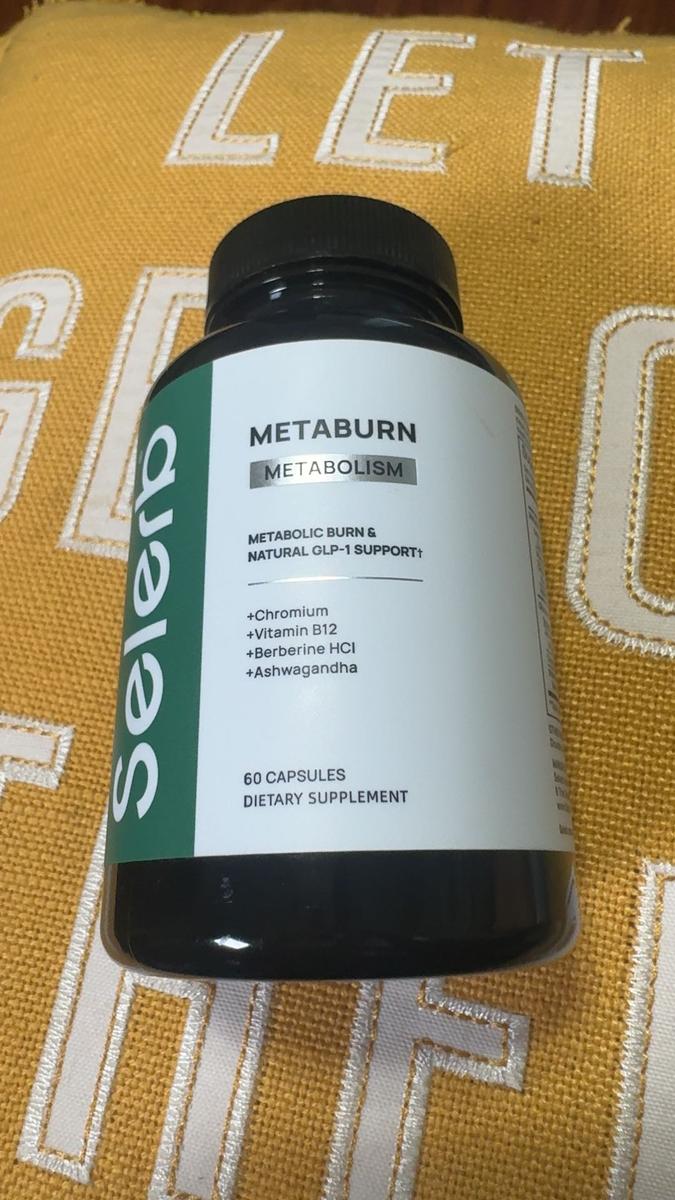 LET
Selerb
METABURN
METABOLISM
METABOLIC BURN &
NATURAL GLP-1 SUPPORT†
+Chromium
+Vitamin B12
+Berberine HCl
+Ashwagandha
60 CAPSULES
DIETARY SUPPLEMENT